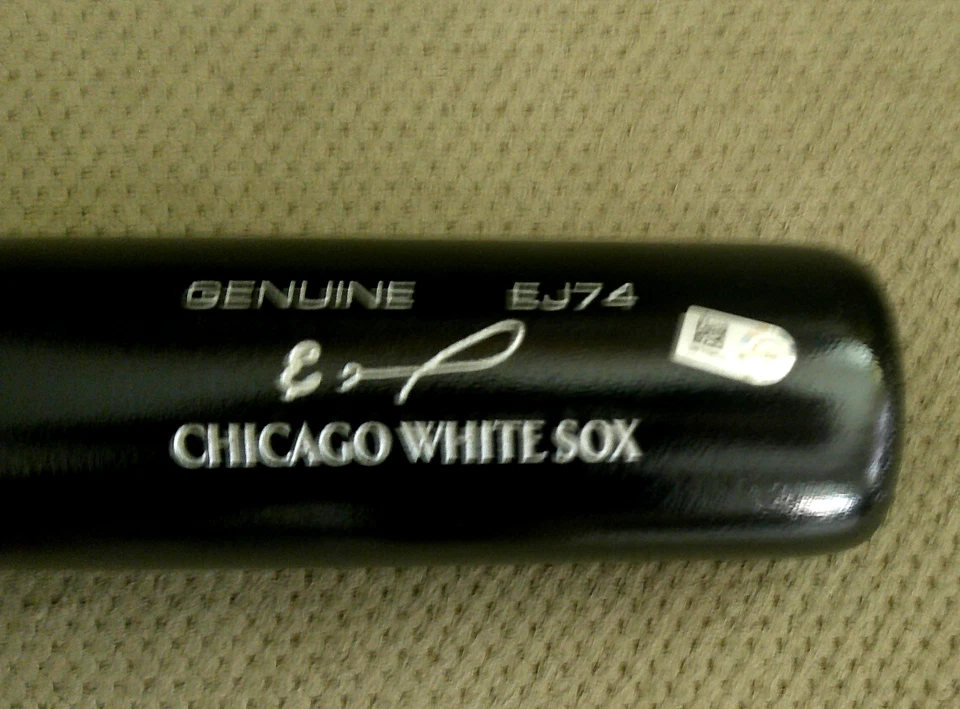 GENUINE EJ74
CHICAGO WHITE SOX